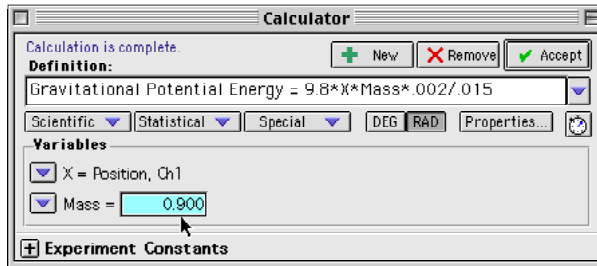 Calculator
Calculation is complete.
New Remove Accept
Definition:
Gravitational Potential Energy = 9.8*X*Mass*.002/.015
Scientific Statistical Special DEG RAD Properties...
Variables
X = Position, Ch1
Mass = 0.900
Experiment Constants